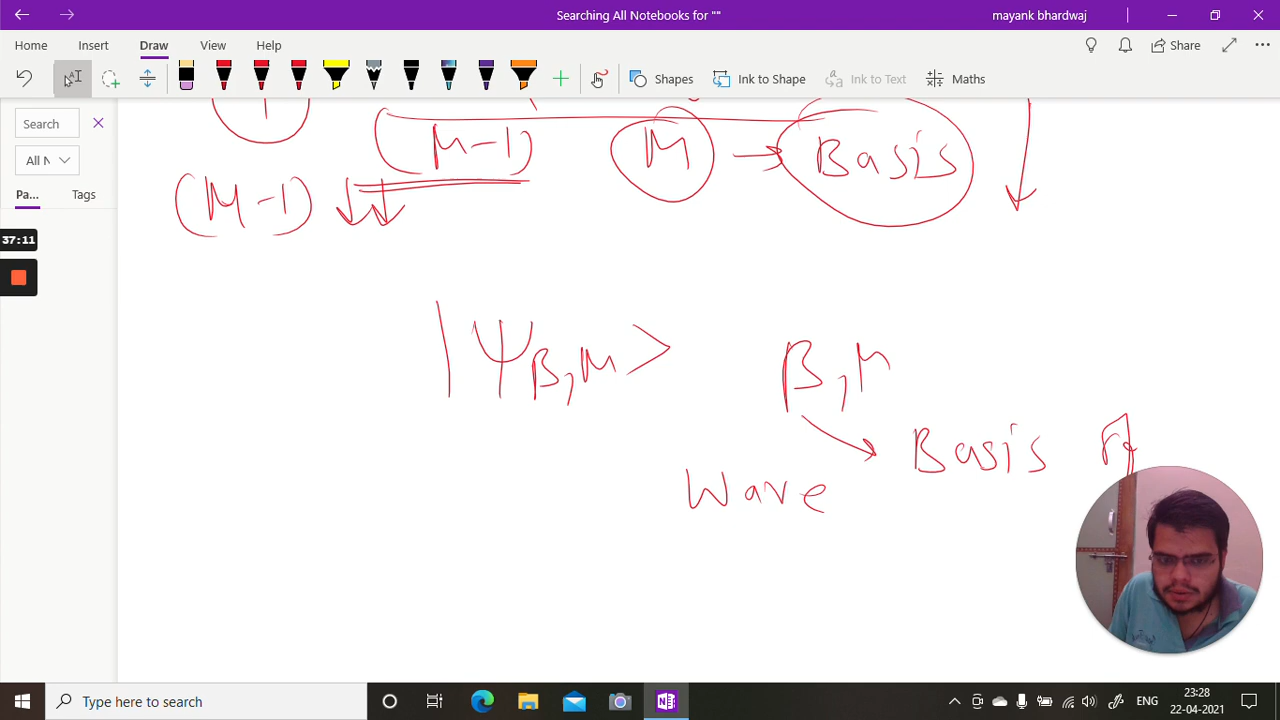 Searching All Notebooks for ""
mayank bhardwaj
Home Insert Draw View Help
Share
Shapes Ink to Shape Ink to Text Maths
Search
All N
Pa... Tags
37:11
(M-1) M → Basis
(M-1)
|Ψ B,M > B,M
Basis of
Wave
Type here to search
ENG
23:28
22-04-2021